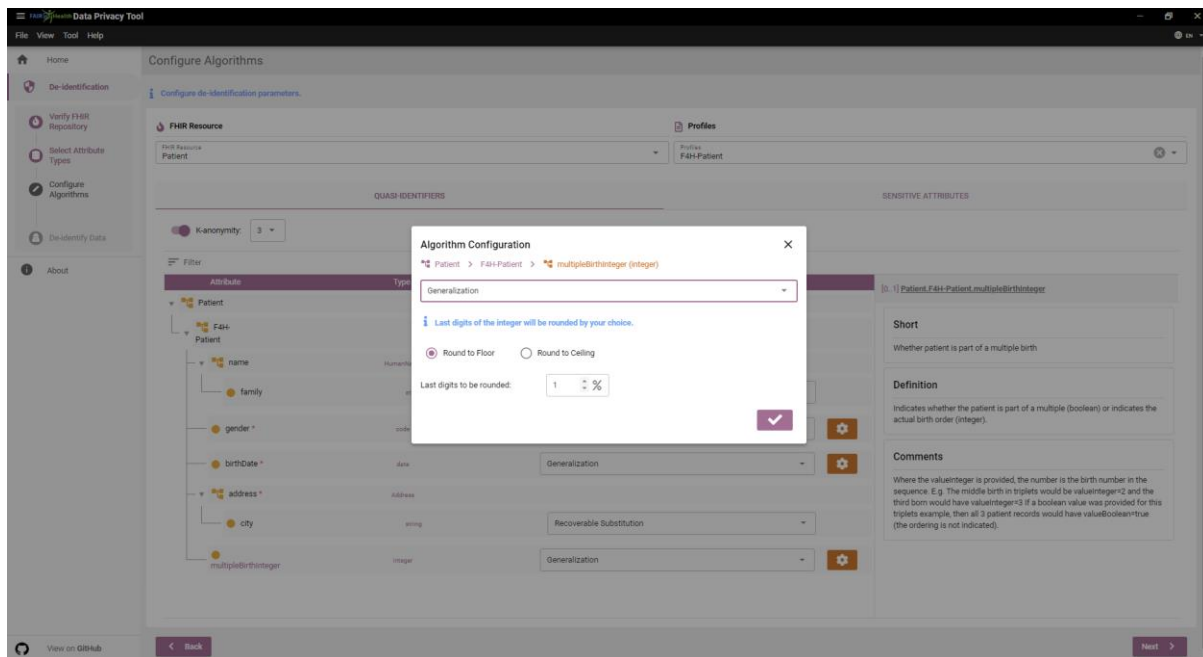 FAIR4Health Data Privacy Tool
File View Tool Help
EN
Home
Configure Algorithms
De-identification
Configure de-identification parameters.
Verify FHIR
Repository
FHIR Resource
Profiles
FHIR Resource
Patient
Profiles
F4H-Patient
Select Attribute
Types
Configure
Algorithms
QUASI-IDENTIFIERS
SENSITIVE ATTRIBUTES
De-Identify Data
K-anonymity: 3
About
Filter
Attribute
Type
Algorithm Configuration
Patient > F4H-Patient > multipleBirthInteger (integer)
Generalization
Last digits of the integer will be rounded by your choice.
Round to Floor Round to Ceiling
Last digits to be rounded: 1 %
Patient
F4H-
Patient
name
family
gender * code
birthDate * date Generalization
address * Address
city string Recoverable Substitution
multipleBirthInteger integer Generalization
[0..1] Patient.F4H-Patient.multipleBirthInteger
Short
Whether patient is part of a multiple birth
Definition
Indicates whether the patient is part of a multiple (boolean) or indicates the
actual birth order (integer).
Comments
Where the valueInteger is provided, the number is the birth number in the
sequence. E.g. The middle birth in triplets would be valueInteger=2 and the
third born would have valueInteger=3 If a boolean value was provided for this
triplets example, then all 3 patient records would have valueBoolean=true
(the ordering is not indicated).
View on GitHub
Back
Next